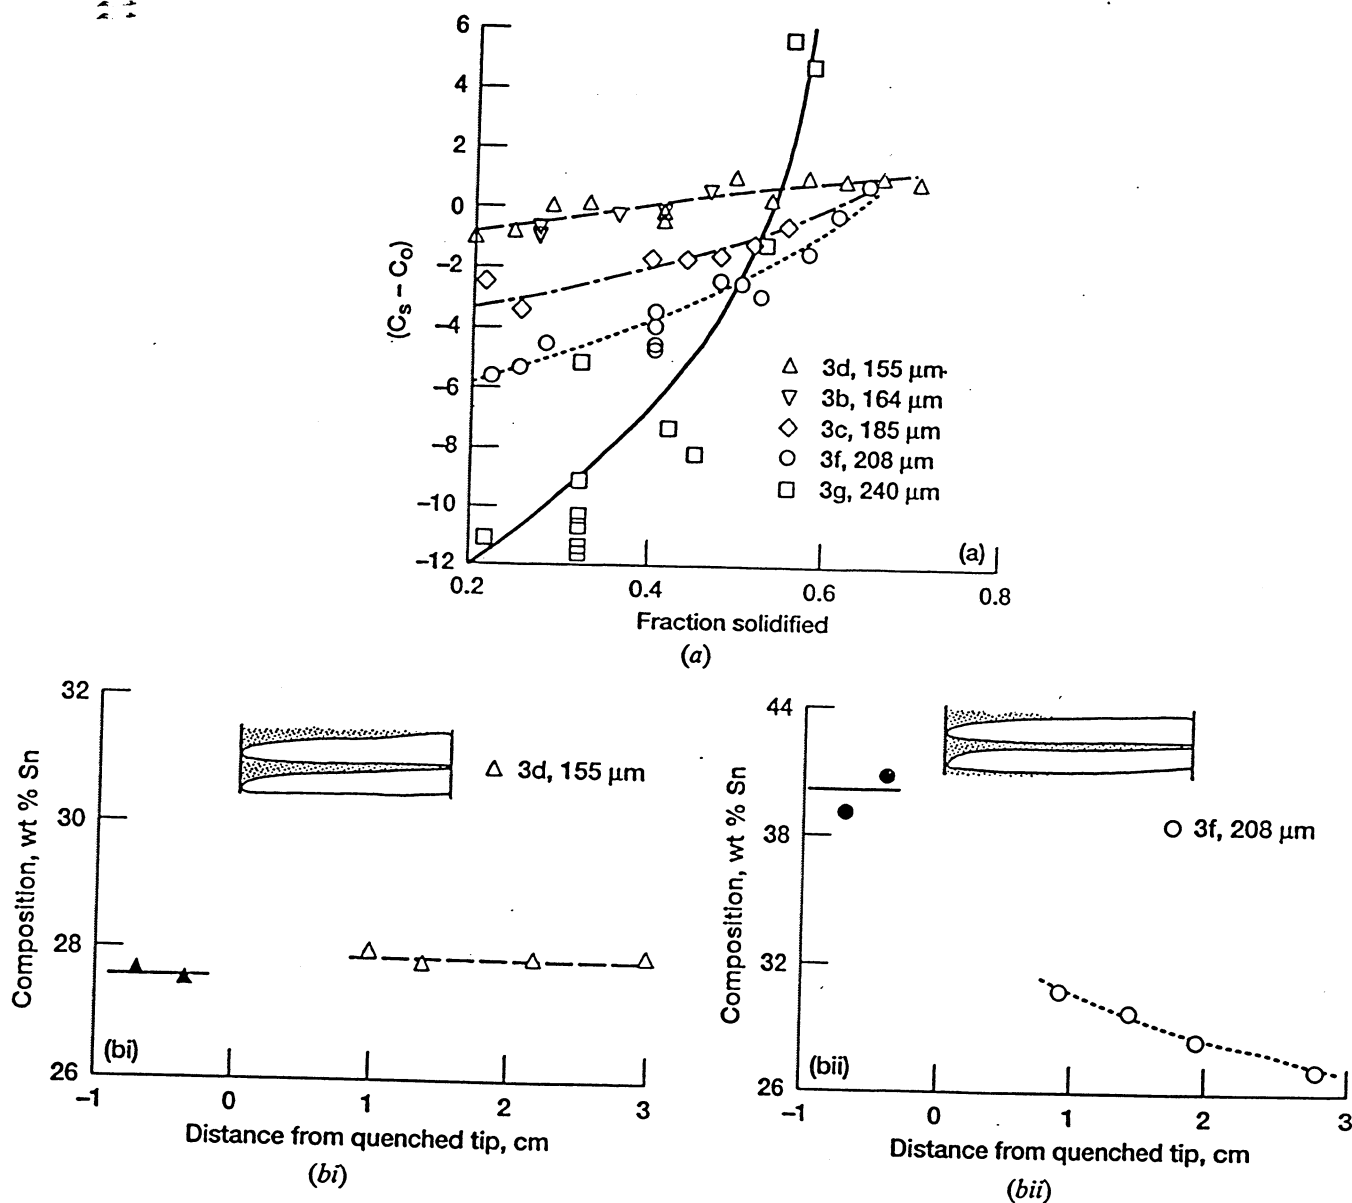 6
4
2
0
−2
−4
−6
−8
−10
−12
(Cs − Co)
△ 3d, 155 μm
▽ 3b, 164 μm
◇ 3c, 185 μm
○ 3f, 208 μm
□ 3g, 240 μm
(a)
0.2 0.4 0.6 0.8
Fraction solidified
(a)
32
30
28
26
Composition, wt % Sn
△ 3d, 155 μm
(bi)
−1 0 1 2 3
Distance from quenched tip, cm
(bi)
44
38
32
26
Composition, wt % Sn
○ 3f, 208 μm
(bii)
−1 0 1 2 3
Distance from quenched tip, cm
(bii)